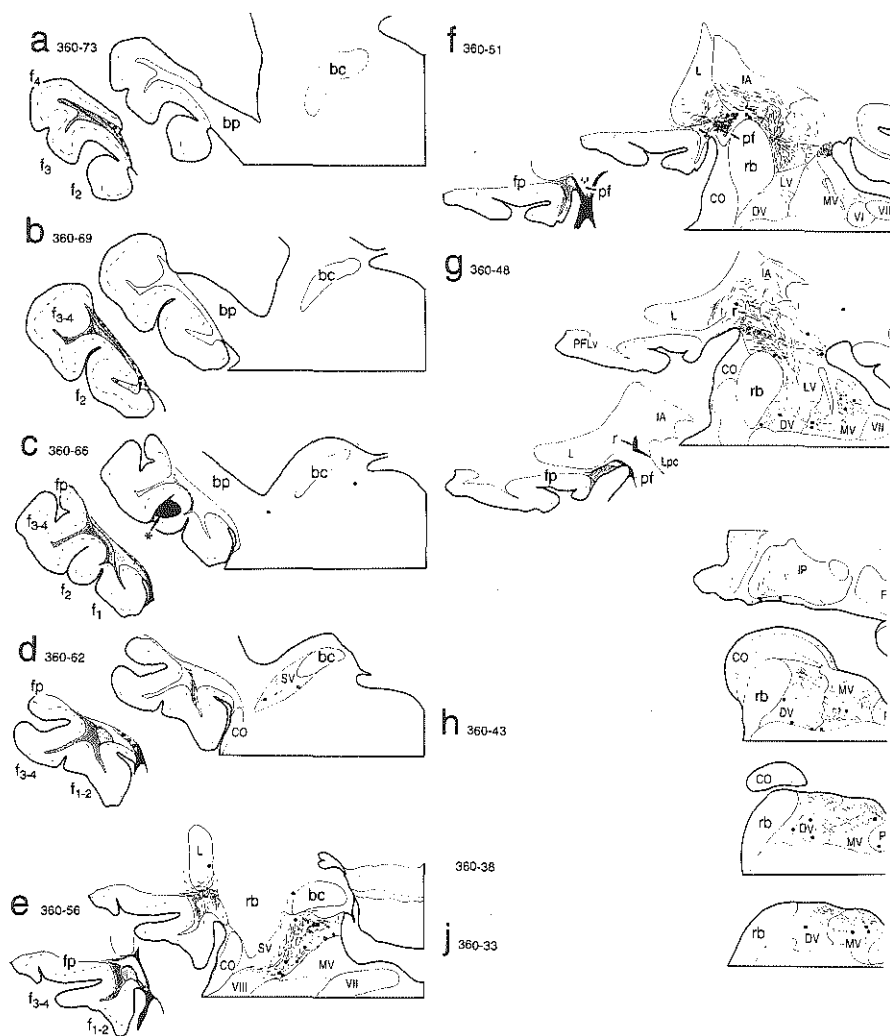 a 360-73
f4
f3
f2
bp
bc
b 360-69
f3-4
f2
bp
bc
c 360-66
fp
f3-4
f2
f1
*
bp
bc
d 360-62
fp
f3-4
f1-2
CO
SV
bc
e 360-56
L
fp
f3-4
f1-2
rb
bc
SV
CO
VIII
MV
VII
f 360-51
L
IA
pf
fp
pf
rb
CO
LV
DV
MV
VI
VII
g 360-48
IA
L
r
PFLv
CO
rb
LV
DV
MV
VII
IA
L
r
Lpc
fp
pf
IP
F
h 360-43
CO
rb
MV
DV
CO
360-38
rb
DV
MV
P
j 360-33
rb
DV
MV